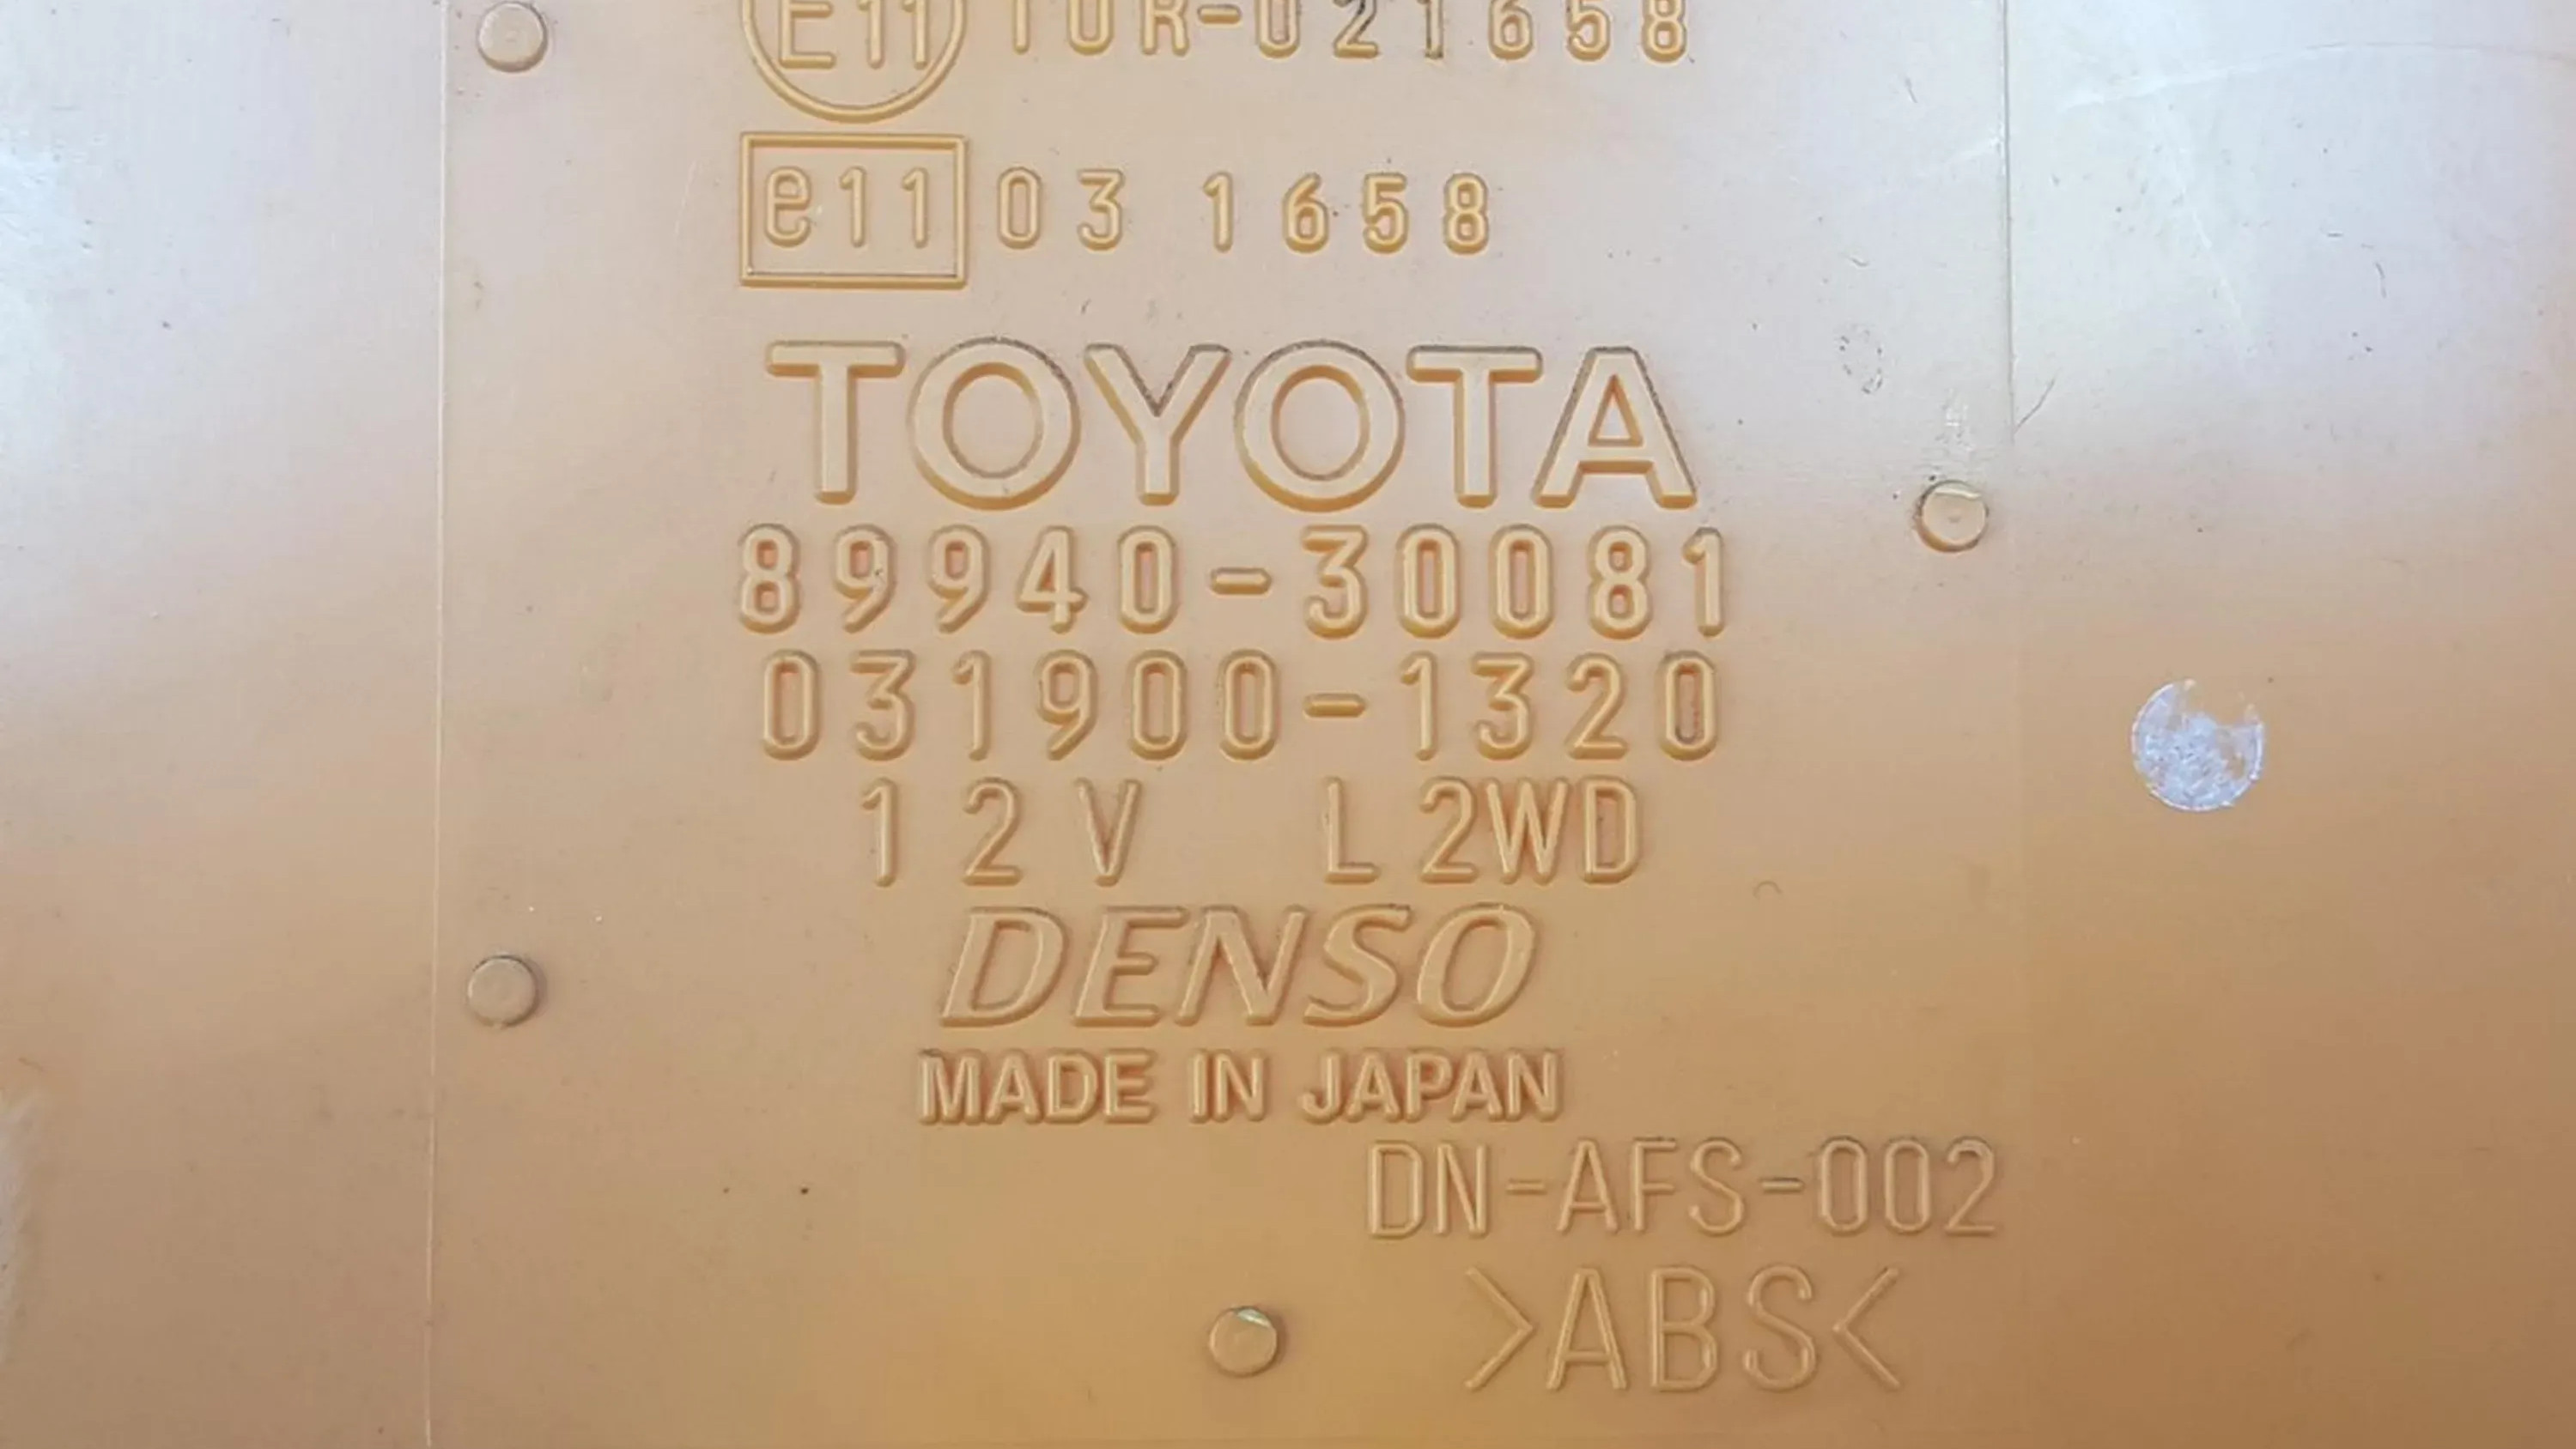 E11 10R-021658
e11 03 1658
TOYOTA
89940-30081
031900-1320
12V L2WD
DENSO
MADE IN JAPAN
DN-AFS-002
>ABS<